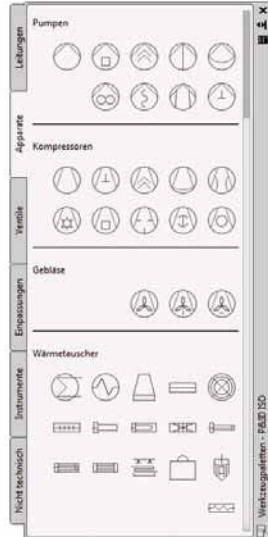 Leitungen
Apparate
Ventile
Einpassungen
Instrumente
Nicht technisch
Pumpen
Kompressoren
Gebläse
Wärmetauscher
Werkzeugpaletten - P&ID ISO